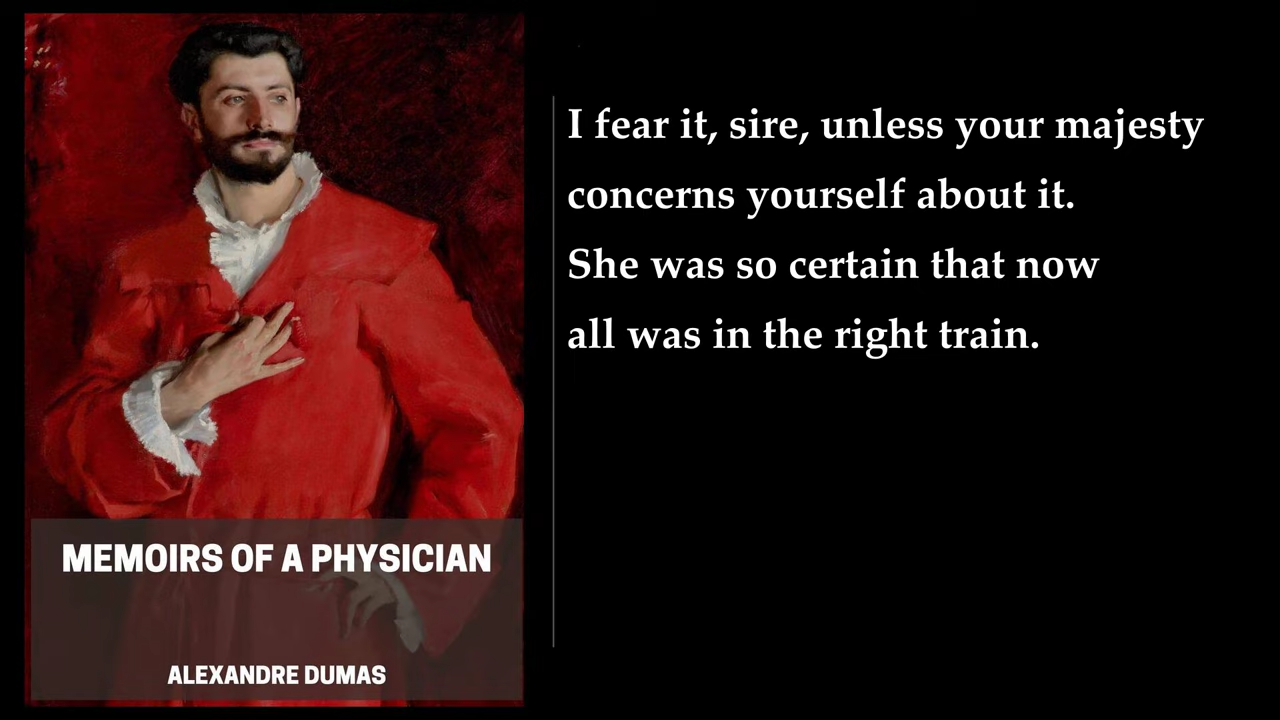 I fear it, sire, unless your majesty
concerns yourself about it.
She was so certain that now
all was in the right train.
MEMOIRS OF A PHYSICIAN
ALEXANDRE DUMAS